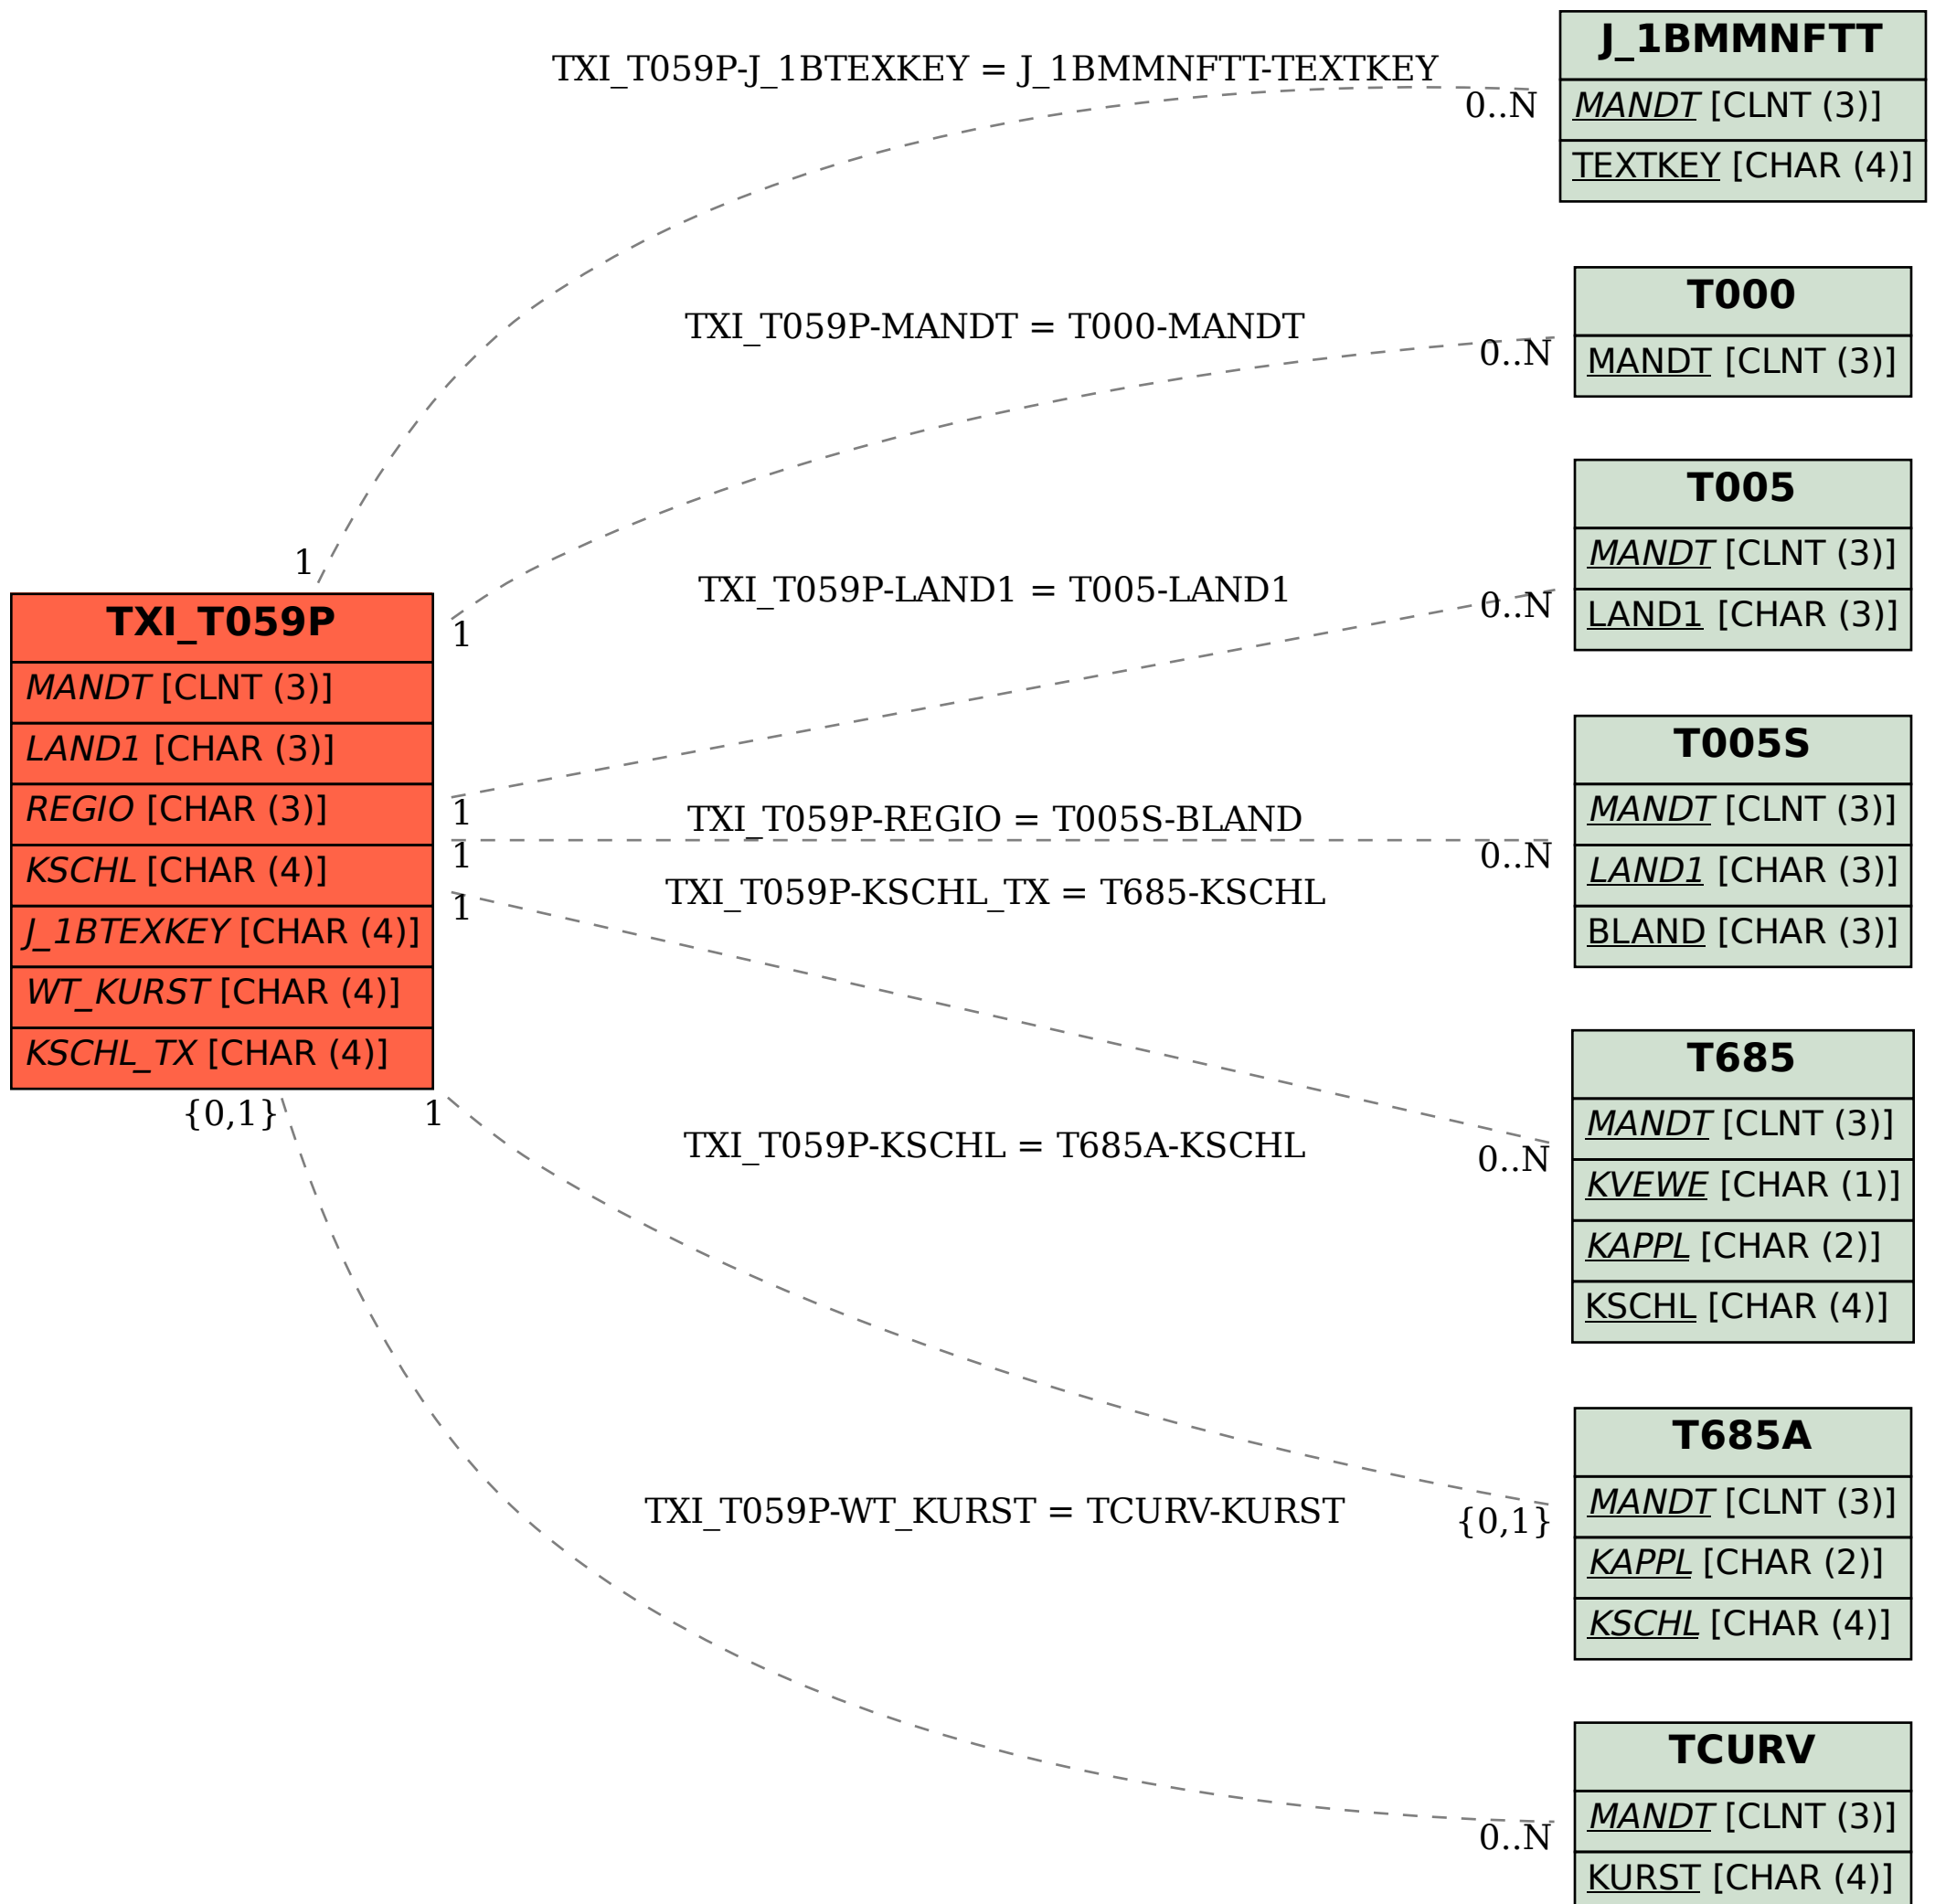 TXI_T059P-J_1BTEXKEY = J_1BMMNFTT-TEXTKEY
0..N
1
J_1BMMNFTT
MANDT [CLNT (3)]
TEXTKEY [CHAR (4)]
TXI_T059P-MANDT = T000-MANDT
0..N
1
T000
MANDT [CLNT (3)]
TXI_T059P-LAND1 = T005-LAND1
0..N
1
T005
MANDT [CLNT (3)]
LAND1 [CHAR (3)]
TXI_T059P
MANDT [CLNT (3)]
LAND1 [CHAR (3)]
REGIO [CHAR (3)]
KSCHL [CHAR (4)]
J_1BTEXKEY [CHAR (4)]
WT_KURST [CHAR (4)]
KSCHL_TX [CHAR (4)]
TXI_T059P-REGIO = T005S-BLAND
1
0..N
T005S
MANDT [CLNT (3)]
LAND1 [CHAR (3)]
BLAND [CHAR (3)]
TXI_T059P-KSCHL_TX = T685-KSCHL
1
0..N
T685
MANDT [CLNT (3)]
KVEWE [CHAR (1)]
KAPPL [CHAR (2)]
KSCHL [CHAR (4)]
TXI_T059P-KSCHL = T685A-KSCHL
1
{0,1}
T685A
MANDT [CLNT (3)]
KAPPL [CHAR (2)]
KSCHL [CHAR (4)]
TXI_T059P-WT_KURST = TCURV-KURST
{0,1}
0..N
TCURV
MANDT [CLNT (3)]
KURST [CHAR (4)]